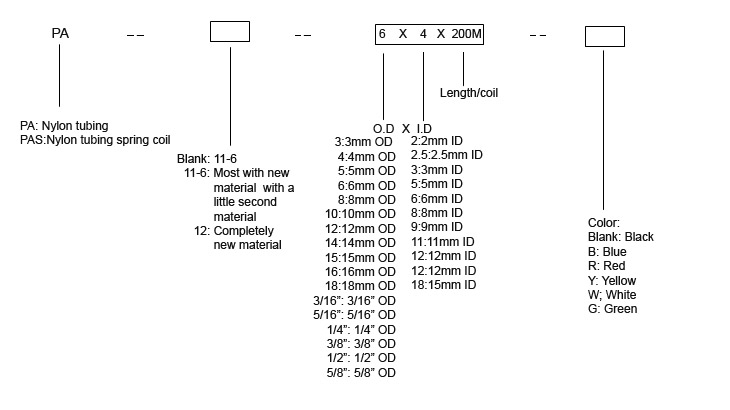 PA -- -- 6 X 4 X 200M --
Length/coil
PA: Nylon tubing
PAS:Nylon tubing spring coil
Blank: 11-6
11-6: Most with new
material with a
little second
material
12: Completely
new material
O.D X I.D
3:3mm OD
4:4mm OD
5:5mm OD
6:6mm OD
8:8mm OD
10:10mm OD
12:12mm OD
14:14mm OD
15:15mm OD
16:16mm OD
18:18mm OD
3/16”: 3/16” OD
5/16”: 5/16” OD
1/4”: 1/4” OD
3/8”: 3/8” OD
1/2”: 1/2” OD
5/8”: 5/8” OD
2:2mm ID
2.5:2.5mm ID
3:3mm ID
5:5mm ID
6:6mm ID
8:8mm ID
9:9mm ID
11:11mm ID
12:12mm ID
12:12mm ID
18:15mm ID
Color:
Blank: Black
B: Blue
R: Red
Y: Yellow
W; White
G: Green